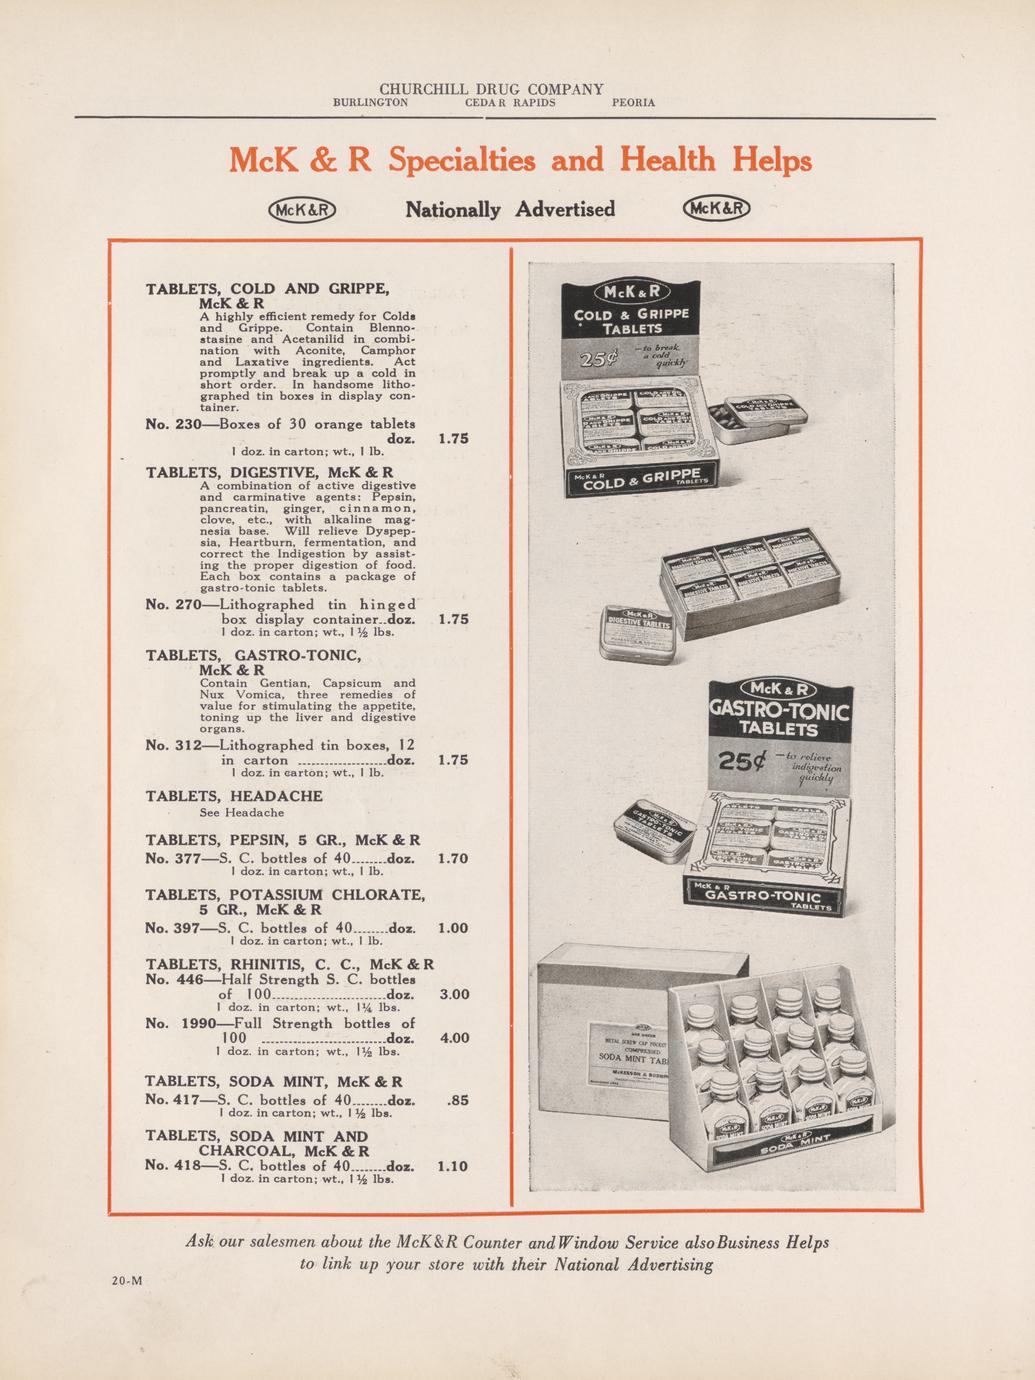 CHURCHILL DRUG COMPANY
BURLINGTON CEDAR RAPIDS PEORIA
McK & R Specialties and Health Helps
McK&R Nationally Advertised McK&R
TABLETS, COLD AND GRIPPE,
McK & R
A highly efficient remedy for Colds
and Grippe. Contain Blenno-
stasine and Acetanilid in combi-
nation with Aconite, Camphor
and Laxative ingredients. Act
promptly and break up a cold in
short order. In handsome litho-
graphed tin boxes in display con-
tainer.
No. 230—Boxes of 30 orange tablets
doz. 1.75
1 doz. in carton; wt., 1 lb.
TABLETS, DIGESTIVE, McK & R
A combination of active digestive
and carminative agents: Pepsin,
pancreatin, ginger, cinnamon,
clove, etc., with alkaline mag-
nesia base. Will relieve Dyspep-
sia, Heartburn, fermentation, and
correct the Indigestion by assist-
ing the proper digestion of food.
Each box contains a package of
gastro-tonic tablets.
No. 270—Lithographed tin hinged
box display container..doz. 1.75
1 doz. in carton; wt., 1½ lbs.
TABLETS, GASTRO-TONIC,
McK & R
Contain Gentian, Capsicum and
Nux Vomica, three remedies of
value for stimulating the appetite,
toning up the liver and digestive
organs.
No. 312—Lithographed tin boxes, 12
in carton ....................doz. 1.75
1 doz. in carton; wt., 1 lb.
TABLETS, HEADACHE
See Headache
TABLETS, PEPSIN, 5 GR., McK & R
No. 377—S. C. bottles of 40........doz. 1.70
1 doz. in carton; wt., 1 lb.
TABLETS, POTASSIUM CHLORATE,
5 GR., McK & R
No. 397—S. C. bottles of 40........doz. 1.00
1 doz. in carton; wt., 1 lb.
TABLETS, RHINITIS, C. C., McK & R
No. 446—Half Strength S. C. bottles
of 100..........................doz. 3.00
1 doz. in carton; wt., 1¼ lbs.
No. 1990—Full Strength bottles of
100 ............................doz. 4.00
1 doz. in carton; wt., 1½ lbs.
TABLETS, SODA MINT, McK & R
No. 417—S. C. bottles of 40........doz. .85
1 doz. in carton; wt., 1½ lbs.
TABLETS, SODA MINT AND
CHARCOAL, McK & R
No. 418—S. C. bottles of 40........doz. 1.10
1 doz. in carton; wt., 1½ lbs.
McK & R
COLD & GRIPPE
TABLETS
25¢ —to break
a cold
quickly
McK & R
COLD & GRIPPE
TABLETS
McK&R
DIGESTIVE TABLETS
McK & R
GASTRO-TONIC
TABLETS
25¢ —to relieve
indigestion
quickly
GASTRO-TONIC
McK & R
GASTRO-TONIC
TABLETS
METAL SCREW CAP POCKET
COMPRESSED
SODA MINT TAB
McKESSON & ROBBINS
McK&R
SODA MINT
Ask our salesmen about the McK&R Counter and Window Service also Business Helps
to link up your store with their National Advertising
20-M